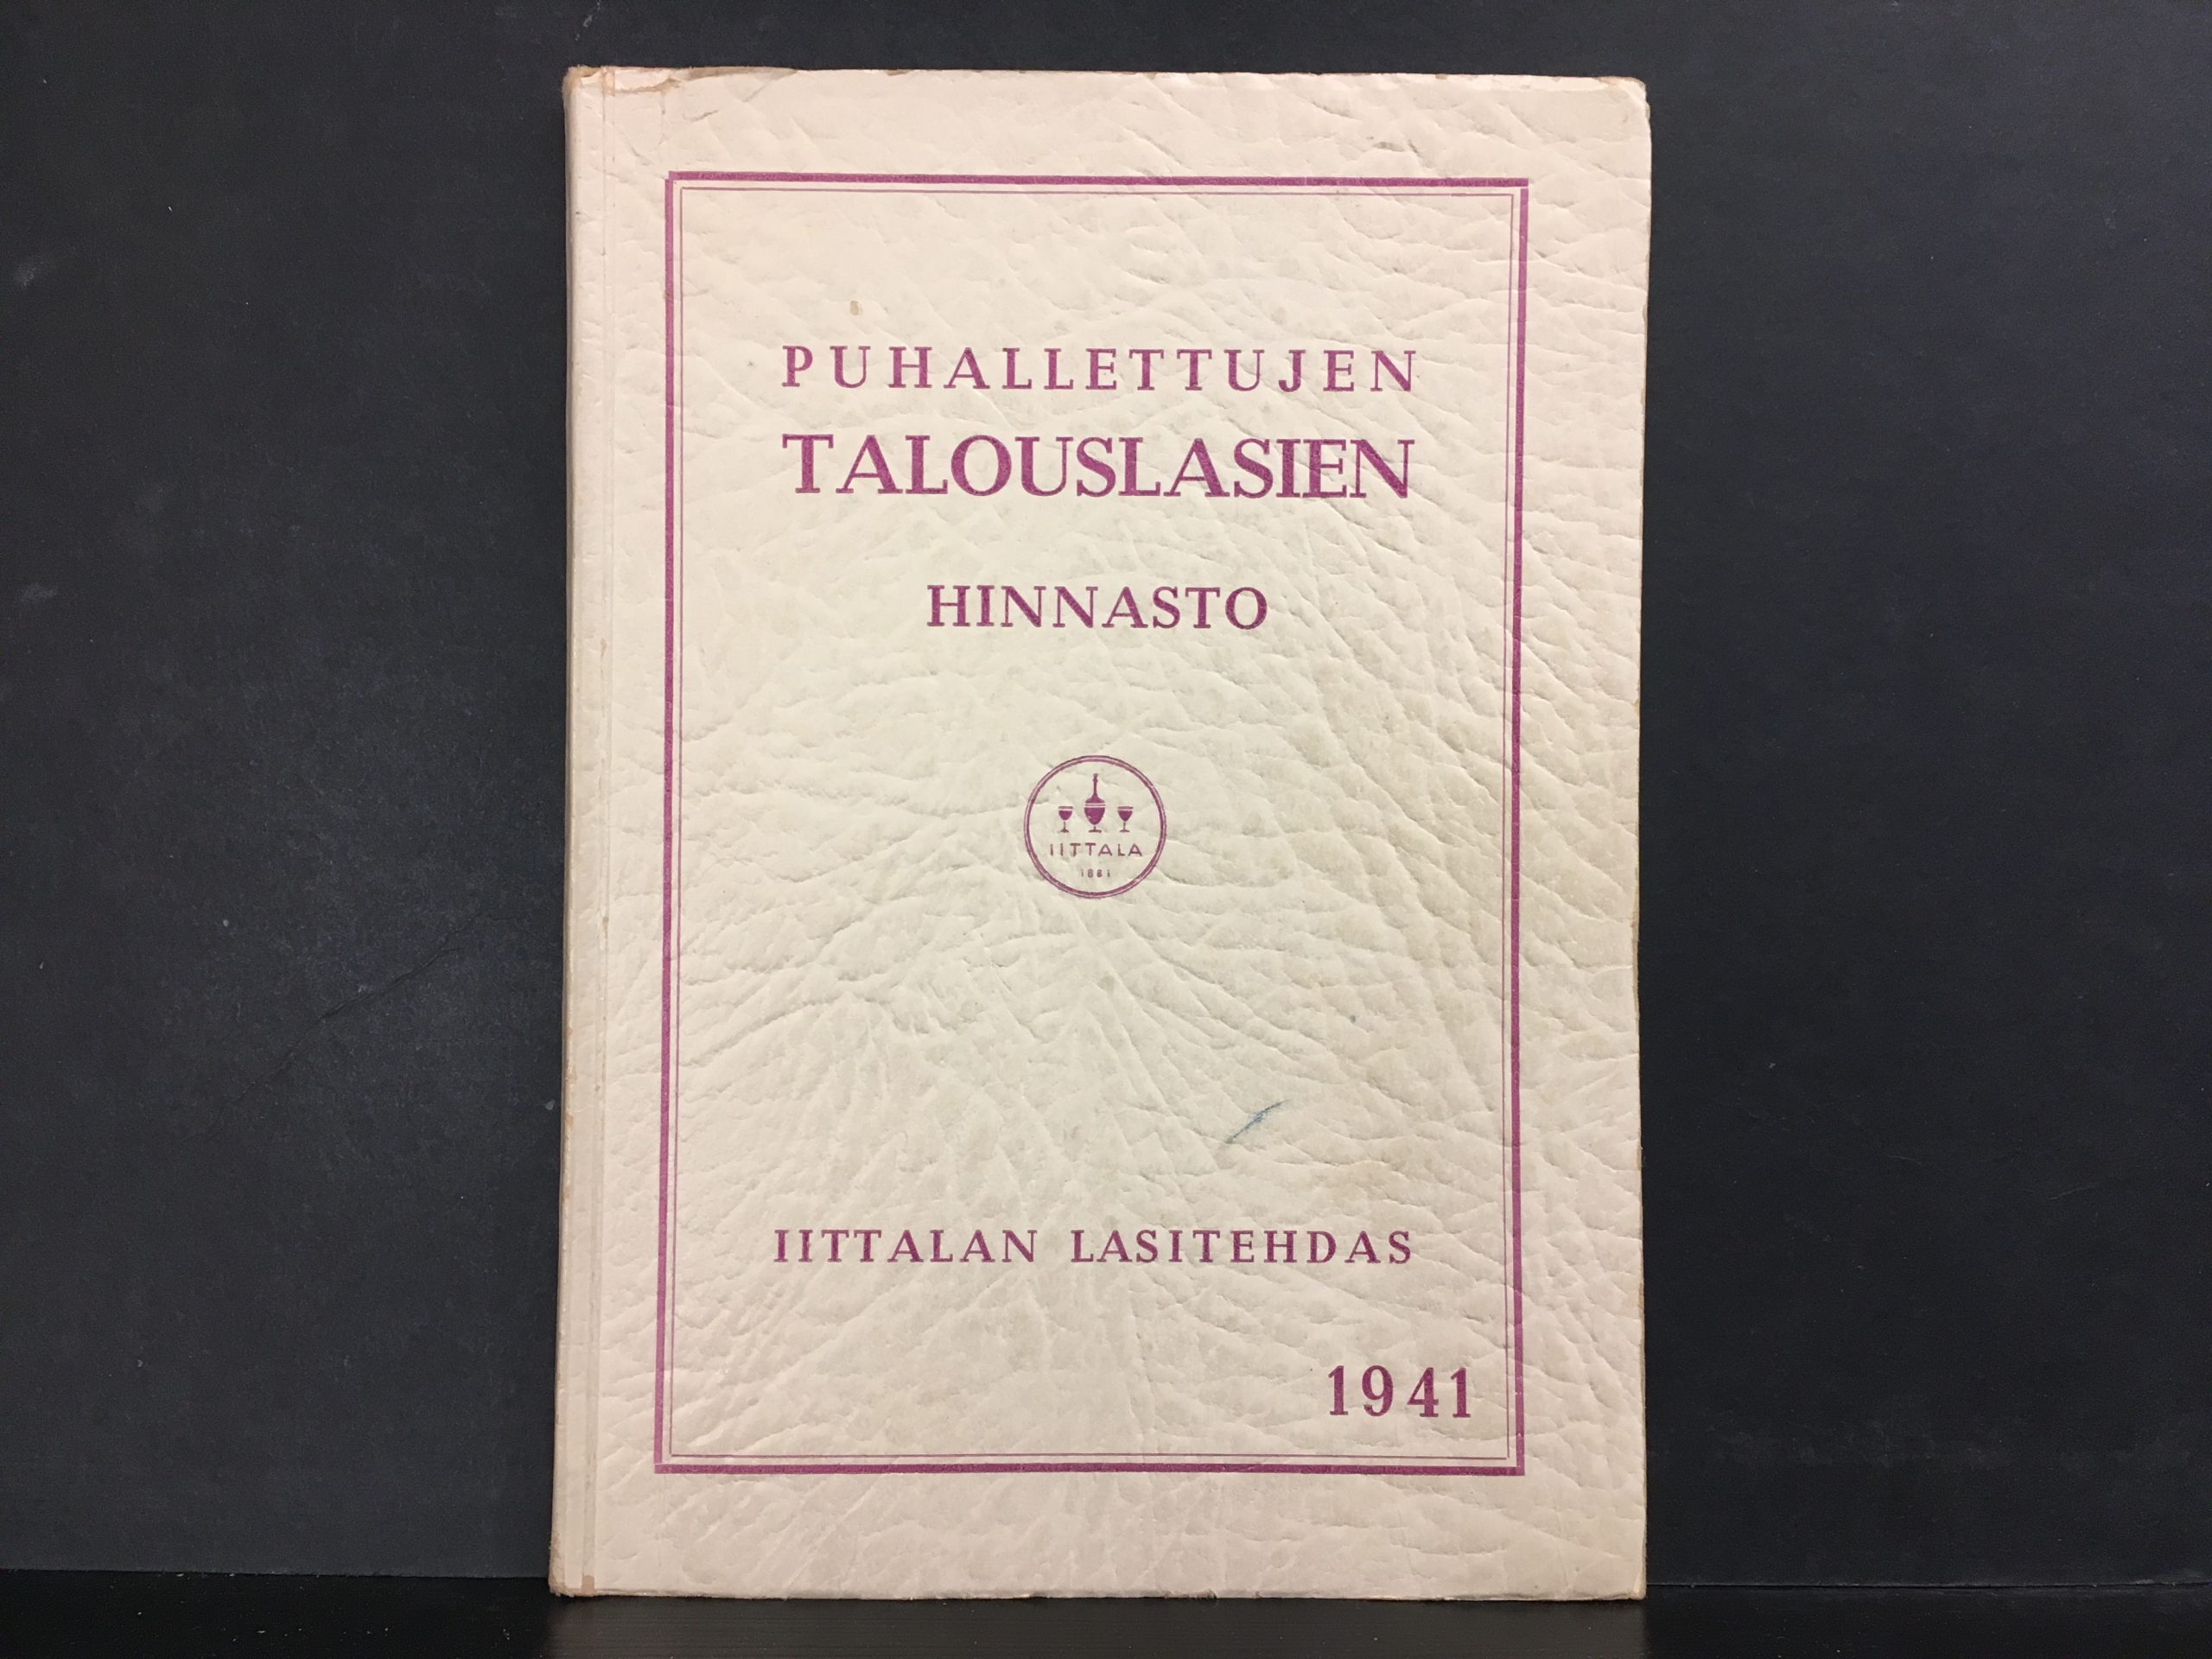 PUHALLETTUJEN
TALOUSLASIEN
HINNASTO
IITTALA
1881
IITTALAN LASITEHDAS
1941